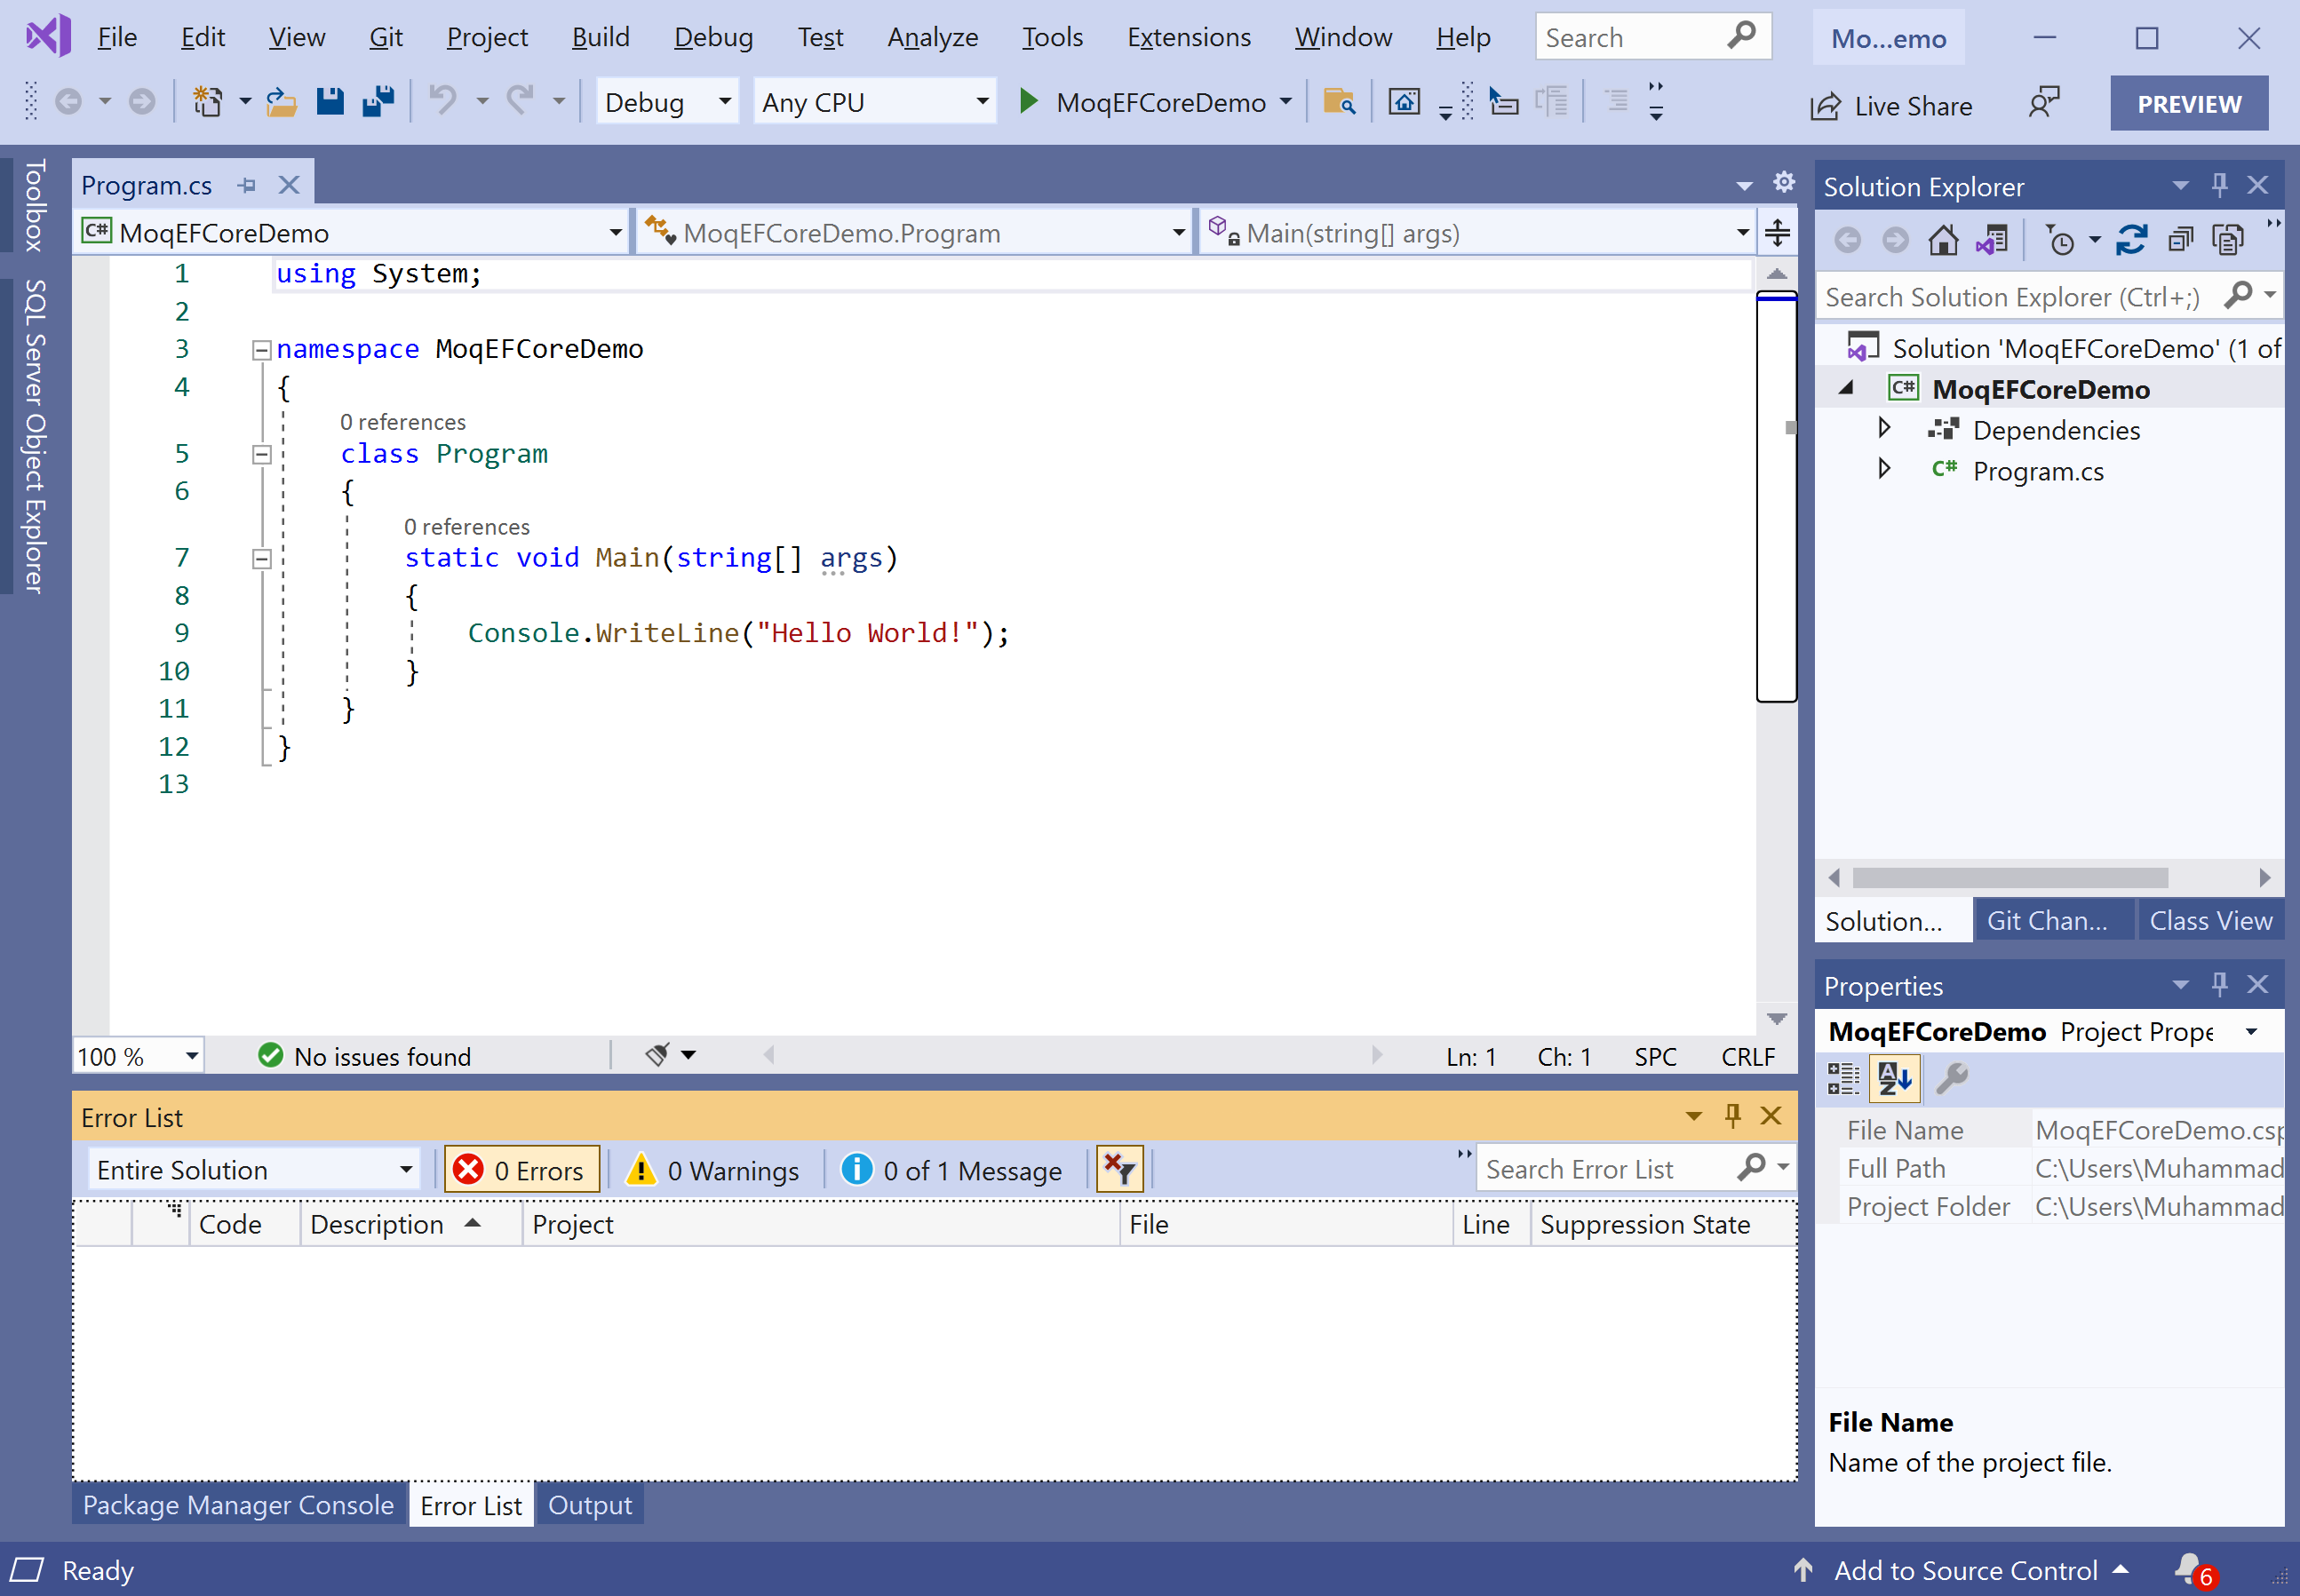 File Edit View Git Project Build Debug Test Analyze Tools Extensions Window Help Search Mo...emo
Debug Any CPU MoqEFCoreDemo Live Share PREVIEW
Toolbox
SQL Server Object Explorer
Program.cs
C# MoqEFCoreDemo MoqEFCoreDemo.Program Main(string[] args)
1 using System;
2
3 namespace MoqEFCoreDemo
4 {
0 references
5 class Program
6 {
0 references
7 static void Main(string[] args)
8 {
9 Console.WriteLine("Hello World!");
10 }
11 }
12 }
13
100 % No issues found Ln: 1 Ch: 1 SPC CRLF
Error List
Entire Solution 0 Errors 0 Warnings 0 of 1 Message Search Error List
Code Description Project File Line Suppression State
Package Manager Console Error List Output
Solution Explorer
Search Solution Explorer (Ctrl+;)
Solution 'MoqEFCoreDemo' (1 of
C# MoqEFCoreDemo
Dependencies
C# Program.cs
Solution... Git Chan... Class View
Properties
MoqEFCoreDemo Project Prope
File Name MoqEFCoreDemo.csp
Full Path C:\Users\Muhammad
Project Folder C:\Users\Muhammad
File Name
Name of the project file.
Ready Add to Source Control 6